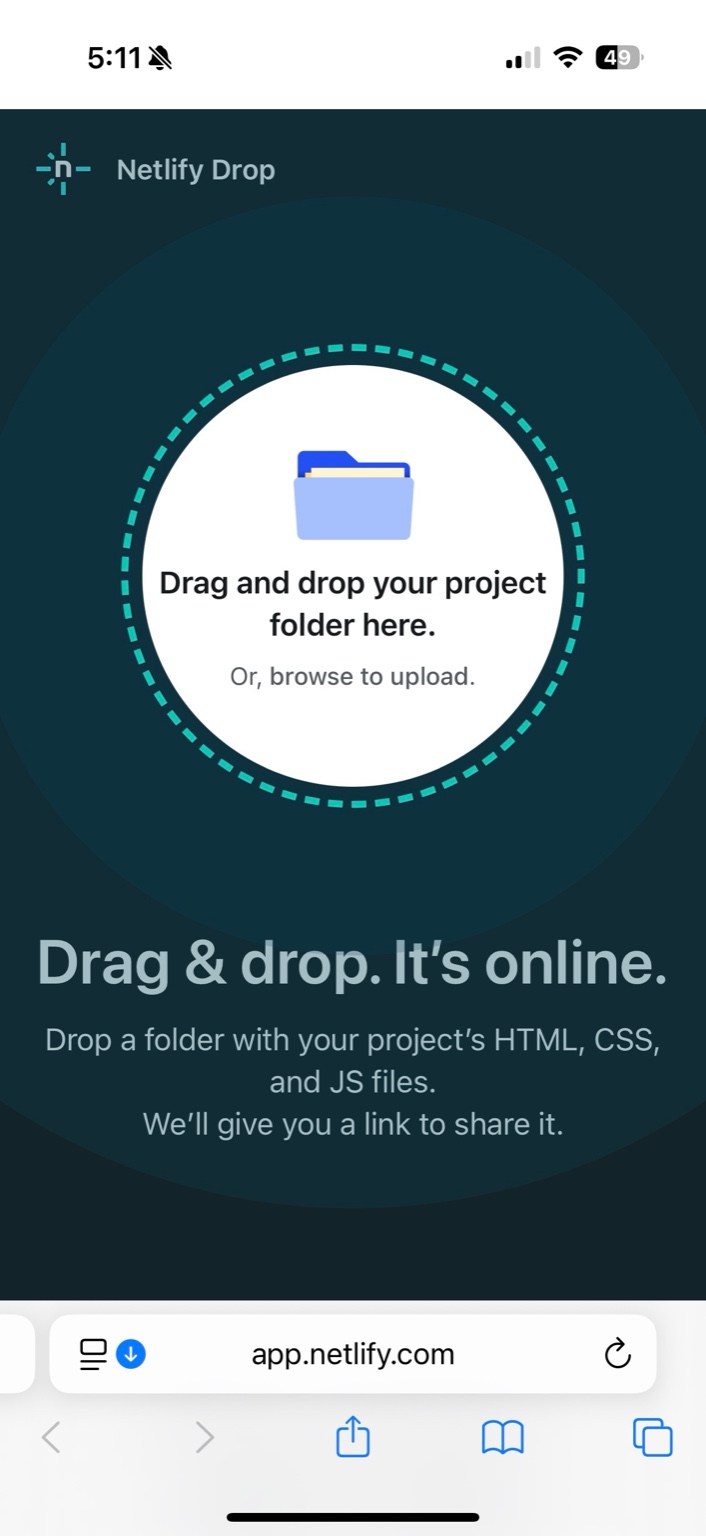 5:11
49
n
Netlify Drop
Drag and drop your project
folder here.
Or, browse to upload.
Drag & drop. It’s online.
Drop a folder with your project’s HTML, CSS,
and JS files.
We’ll give you a link to share it.
app.netlify.com